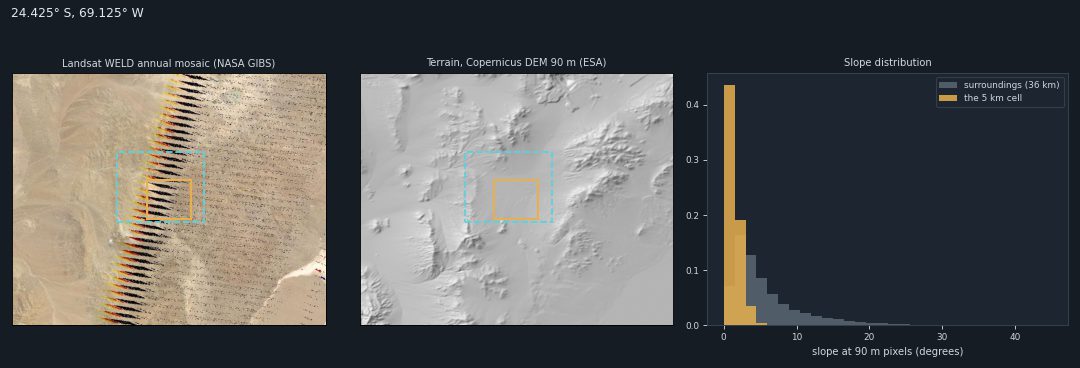 24.425° S, 69.125° W
Landsat WELD annual mosaic (NASA GIBS)
Terrain, Copernicus DEM 90 m (ESA)
Slope distribution
surroundings (36 km)
the 5 km cell
0.4
0.3
0.2
0.1
0.0
0 10 20 30 40
slope at 90 m pixels (degrees)